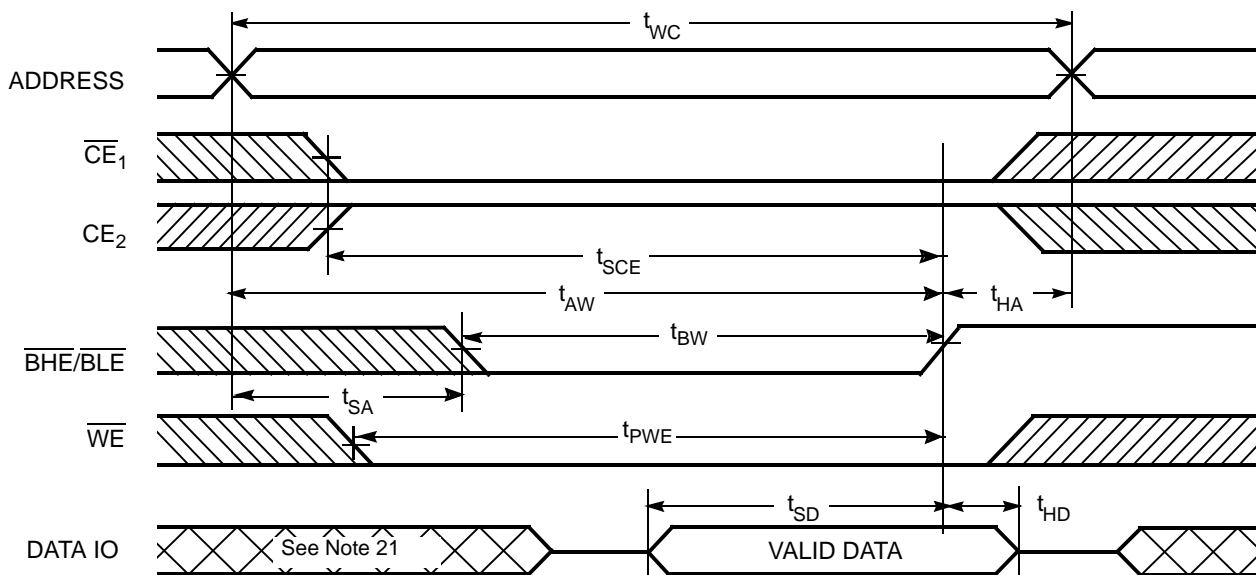 tWC
ADDRESS
CE1
CE2
tSCE
tAW
tHA
tBW
BHE/BLE
tSA
WE
tPWE
tSD
tHD
DATA IO
See Note 21
VALID DATA